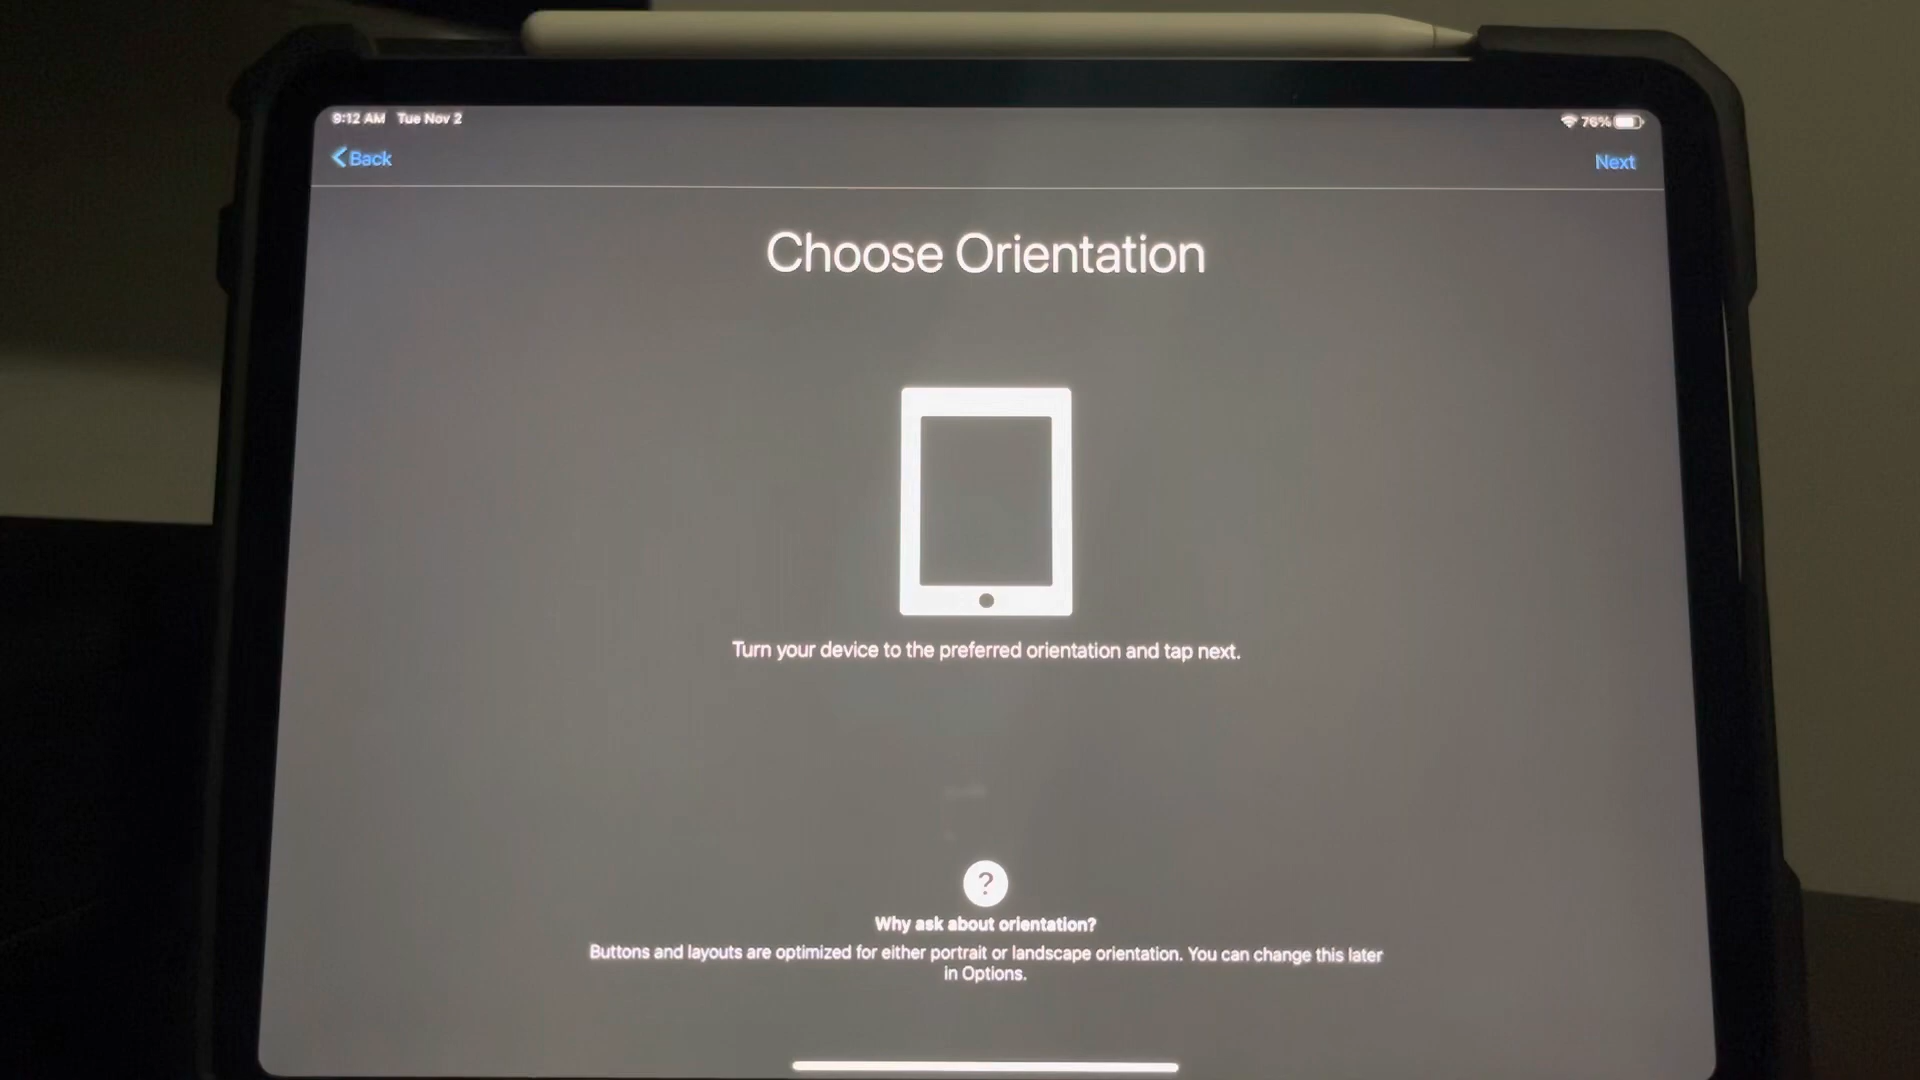 9:12 AM Tue Nov 2
76%
Back
Next
Choose Orientation
Turn your device to the preferred orientation and tap next.
?
Why ask about orientation?
Buttons and layouts are optimized for either portrait or landscape orientation. You can change this later
in Options.